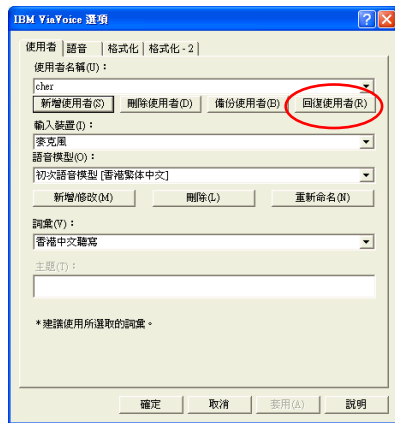 IBM ViaVoice 選項
使用者 語音 格式化 格式化 - 2
使用者名稱(U)：
cher
新增使用者(S) 刪除使用者(D) 備份使用者(B) 回復使用者(R)
輸入裝置(I)：
麥克風
語音模型(O)：
初次語音模型 [香港繁体中文]
新增/修改(M) 刪除(L) 重新命名(N)
詞彙(V)：
香港中文聽寫
主題(T)：
*建議使用所選取的詞彙。
確定 取消 套用(A) 說明